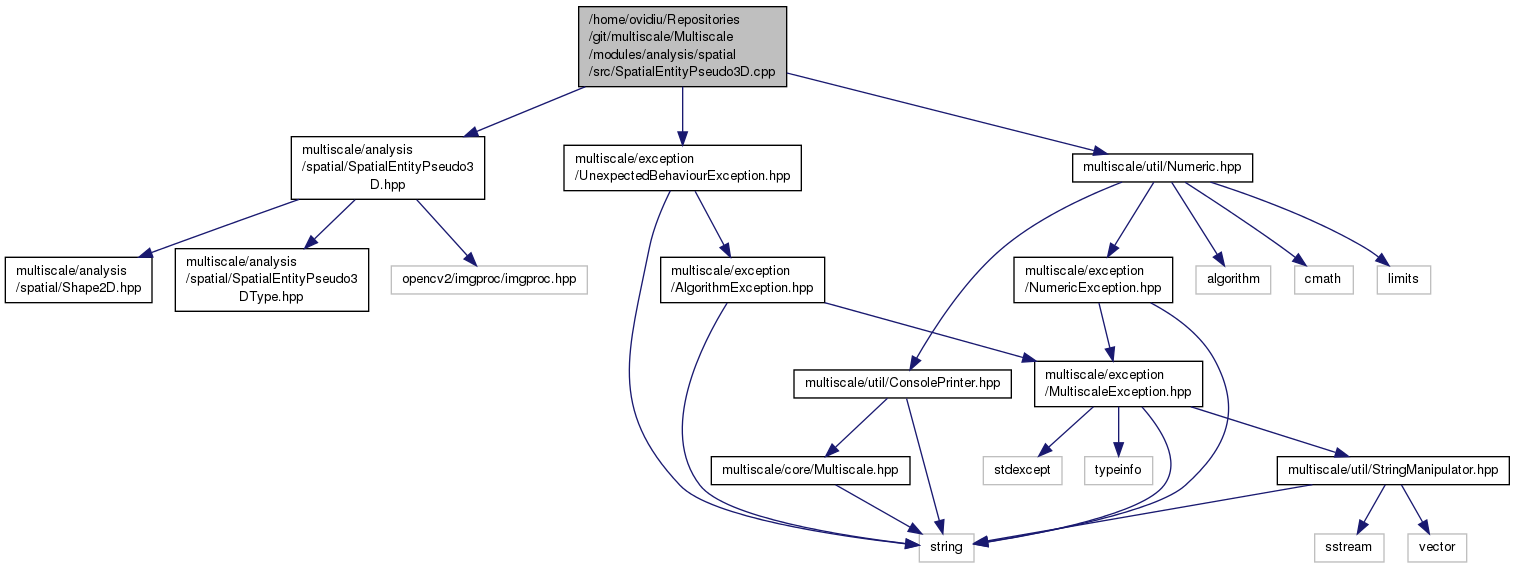 /home/ovidiu/Repositories
/git/multiscale/Multiscale
/modules/analysis/spatial
/src/SpatialEntityPseudo3D.cpp
multiscale/analysis
/spatial/SpatialEntityPseudo3
D.hpp
multiscale/exception
/UnexpectedBehaviourException.hpp
multiscale/util/Numeric.hpp
multiscale/analysis
/spatial/Shape2D.hpp
multiscale/analysis
/spatial/SpatialEntityPseudo3
DType.hpp
opencv2/imgproc/imgproc.hpp
multiscale/exception
/AlgorithmException.hpp
multiscale/exception
/NumericException.hpp
algorithm
cmath
limits
multiscale/util/ConsolePrinter.hpp
multiscale/exception
/MultiscaleException.hpp
multiscale/core/Multiscale.hpp
stdexcept
typeinfo
multiscale/util/StringManipulator.hpp
string
sstream
vector